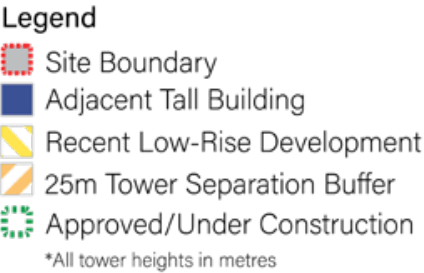 Legend
Site Boundary
Adjacent Tall Building
Recent Low-Rise Development
25m Tower Separation Buffer
Approved/Under Construction
*All tower heights in metres